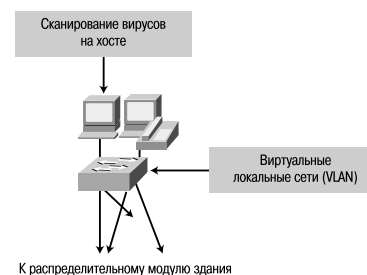 Сканирование вирусов
на хосте
Виртуальные
локальные сети (VLAN)
К распределительному модулю здания